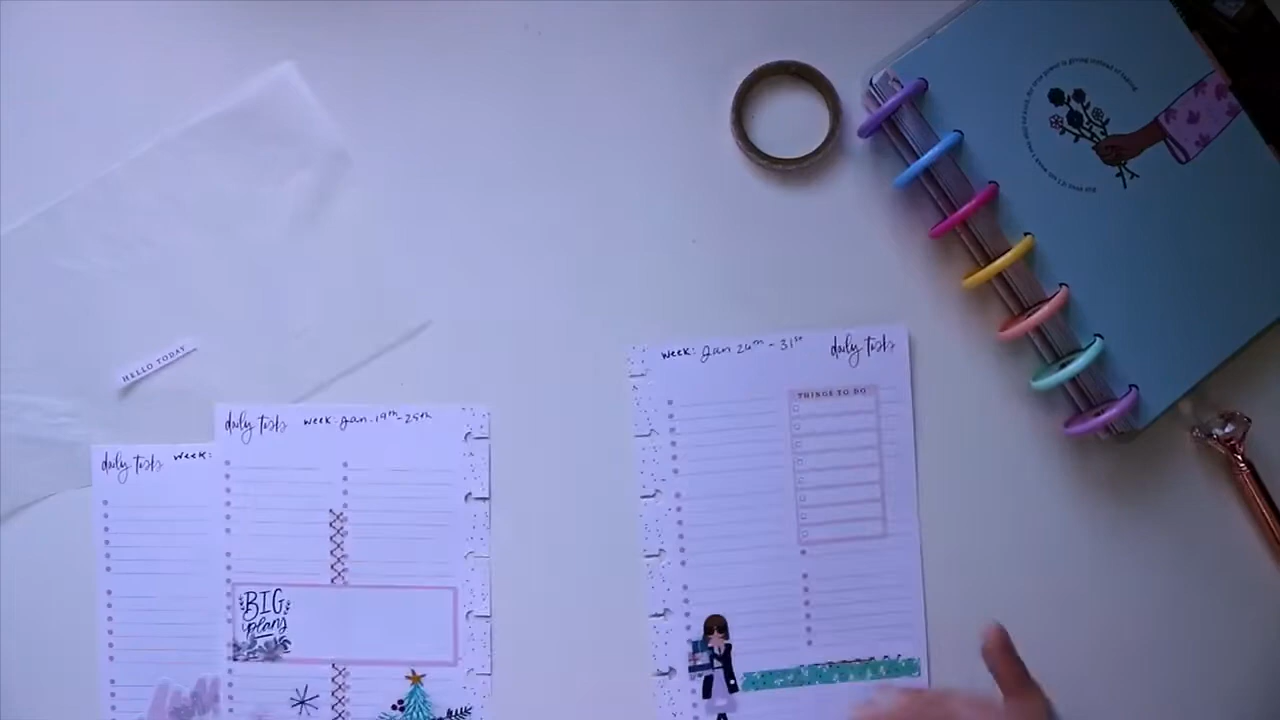 HELLO TODAY
daily tasks week:
daily tasks week: Jan. 19th-25th
BIG
plans
week: Jan 26th - 31st daily tasks
THINGS TO DO